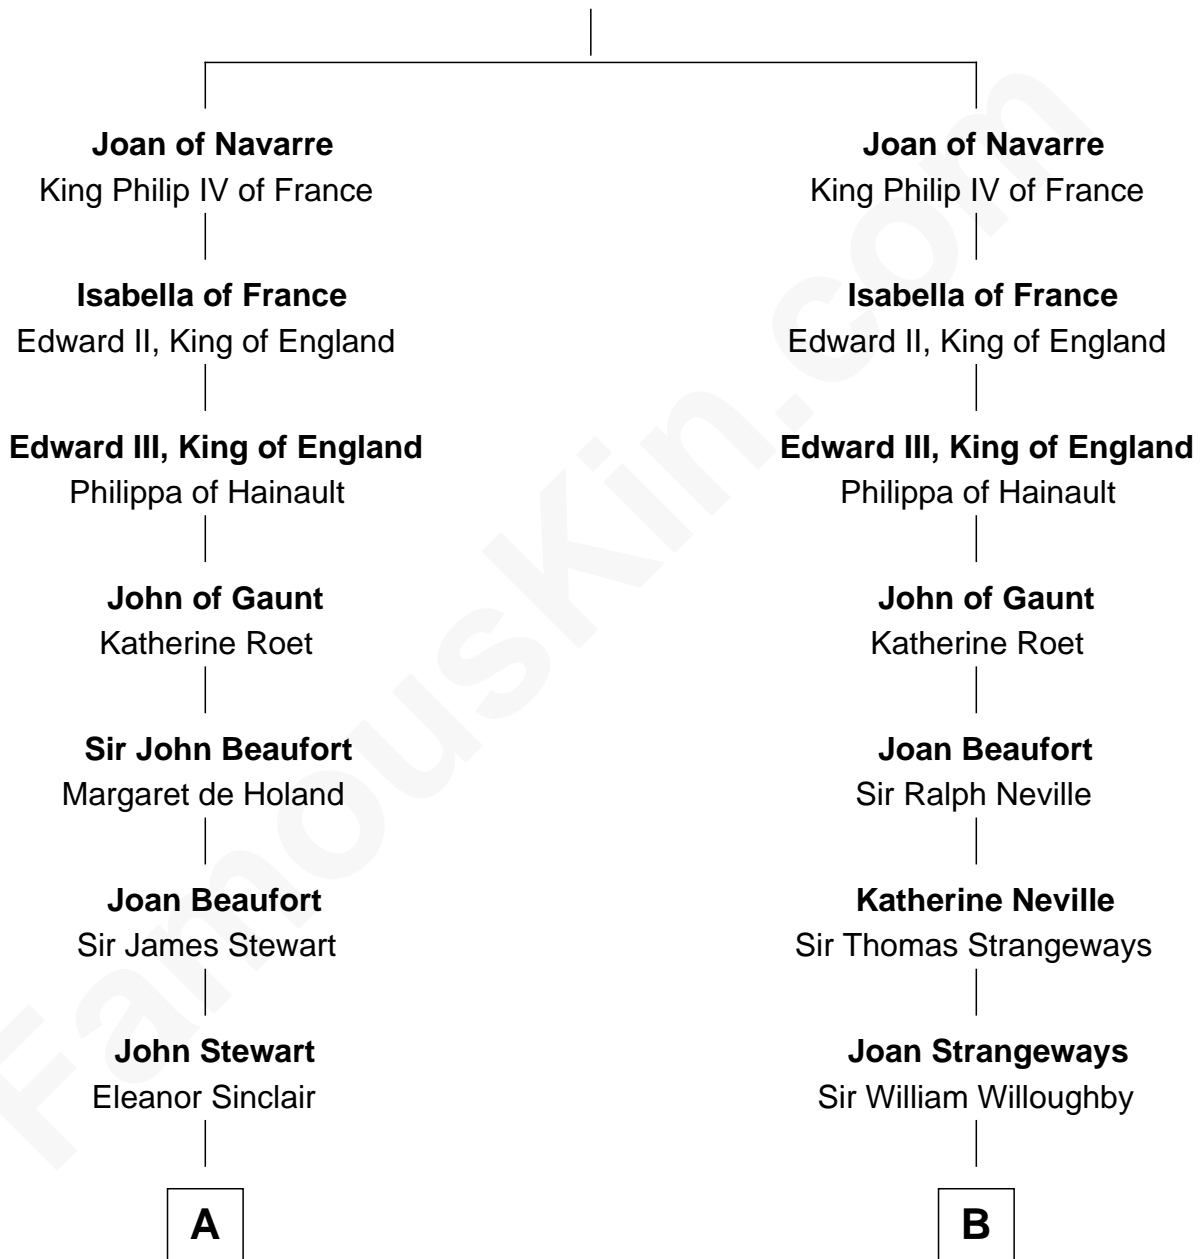 Joan of Navarre
King Philip IV of France
Isabella of France
Edward II, King of England
Edward III, King of England
Philippa of Hainault
John of Gaunt
Katherine Roet
Sir John Beaufort
Margaret de Holand
Joan Beaufort
Sir James Stewart
John Stewart
Eleanor Sinclair
A
Joan of Navarre
King Philip IV of France
Isabella of France
Edward II, King of England
Edward III, King of England
Philippa of Hainault
John of Gaunt
Katherine Roet
Joan Beaufort
Sir Ralph Neville
Katherine Neville
Sir Thomas Strangeways
Joan Strangeways
Sir William Willoughby
B
FamousKin.com